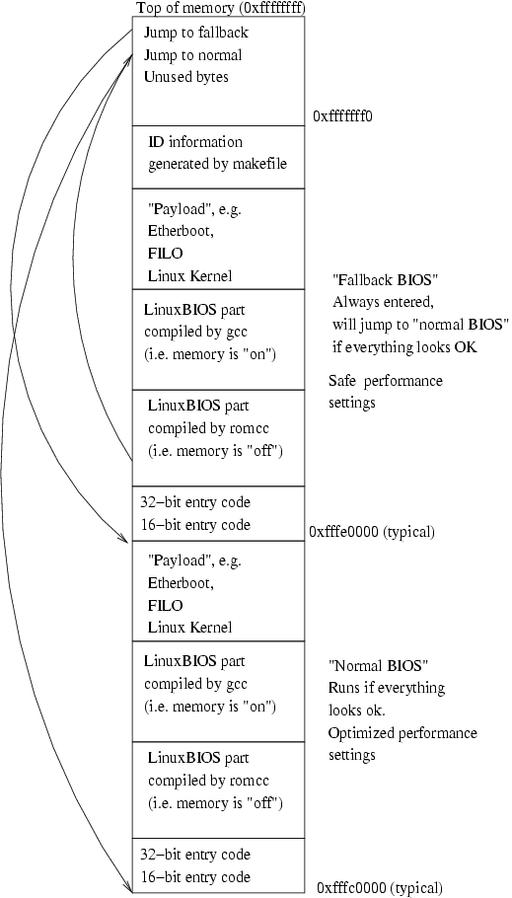 Top of memory (0xffffffff)
Jump to fallback
Jump to normal
Unused bytes
0xfffffff0
ID information
generated by makefile
"Payload", e.g.
Etherboot,
FILO
Linux Kernel
LinuxBIOS part
compiled by gcc
(i.e. memory is "on")
"Fallback BIOS"
Always entered,
will jump to "normal BIOS"
if everything looks OK
Safe performance
settings
LinuxBIOS part
compiled by romcc
(i.e. memory is "off")
32−bit entry code
16−bit entry code
0xfffe0000 (typical)
"Payload", e.g.
Etherboot,
FILO
Linux Kernel
LinuxBIOS part
compiled by gcc
(i.e. memory is "on")
"Normal BIOS"
Runs if everything
looks ok.
Optimized performance
settings
LinuxBIOS part
compiled by romcc
(i.e. memory is "off")
32−bit entry code
16−bit entry code
0xfffc0000 (typical)